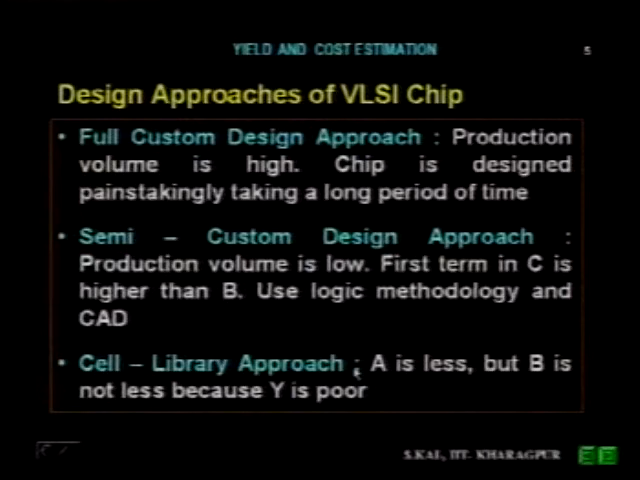 YIELD AND COST ESTIMATION
5
Design Approaches of VLSI Chip
• Full Custom Design Approach : Production
volume is high. Chip is designed
painstakingly taking a long period of time
• Semi – Custom Design Approach :
Production volume is low. First term in C is
higher than B. Use logic methodology and
CAD
• Cell – Library Approach : A is less, but B is
not less because Y is poor
S.KAL, IIT- KHARAGPUR